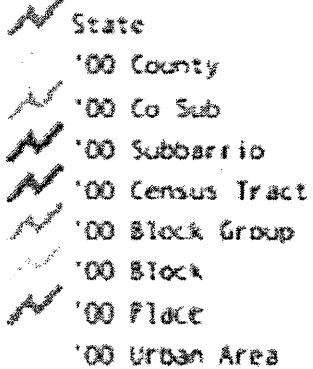 State
'00 County
'00 Co Sub
'00 Subbarrio
'00 Census Tract
'00 Block Group
'00 Block
'00 Place
'00 Urban Area